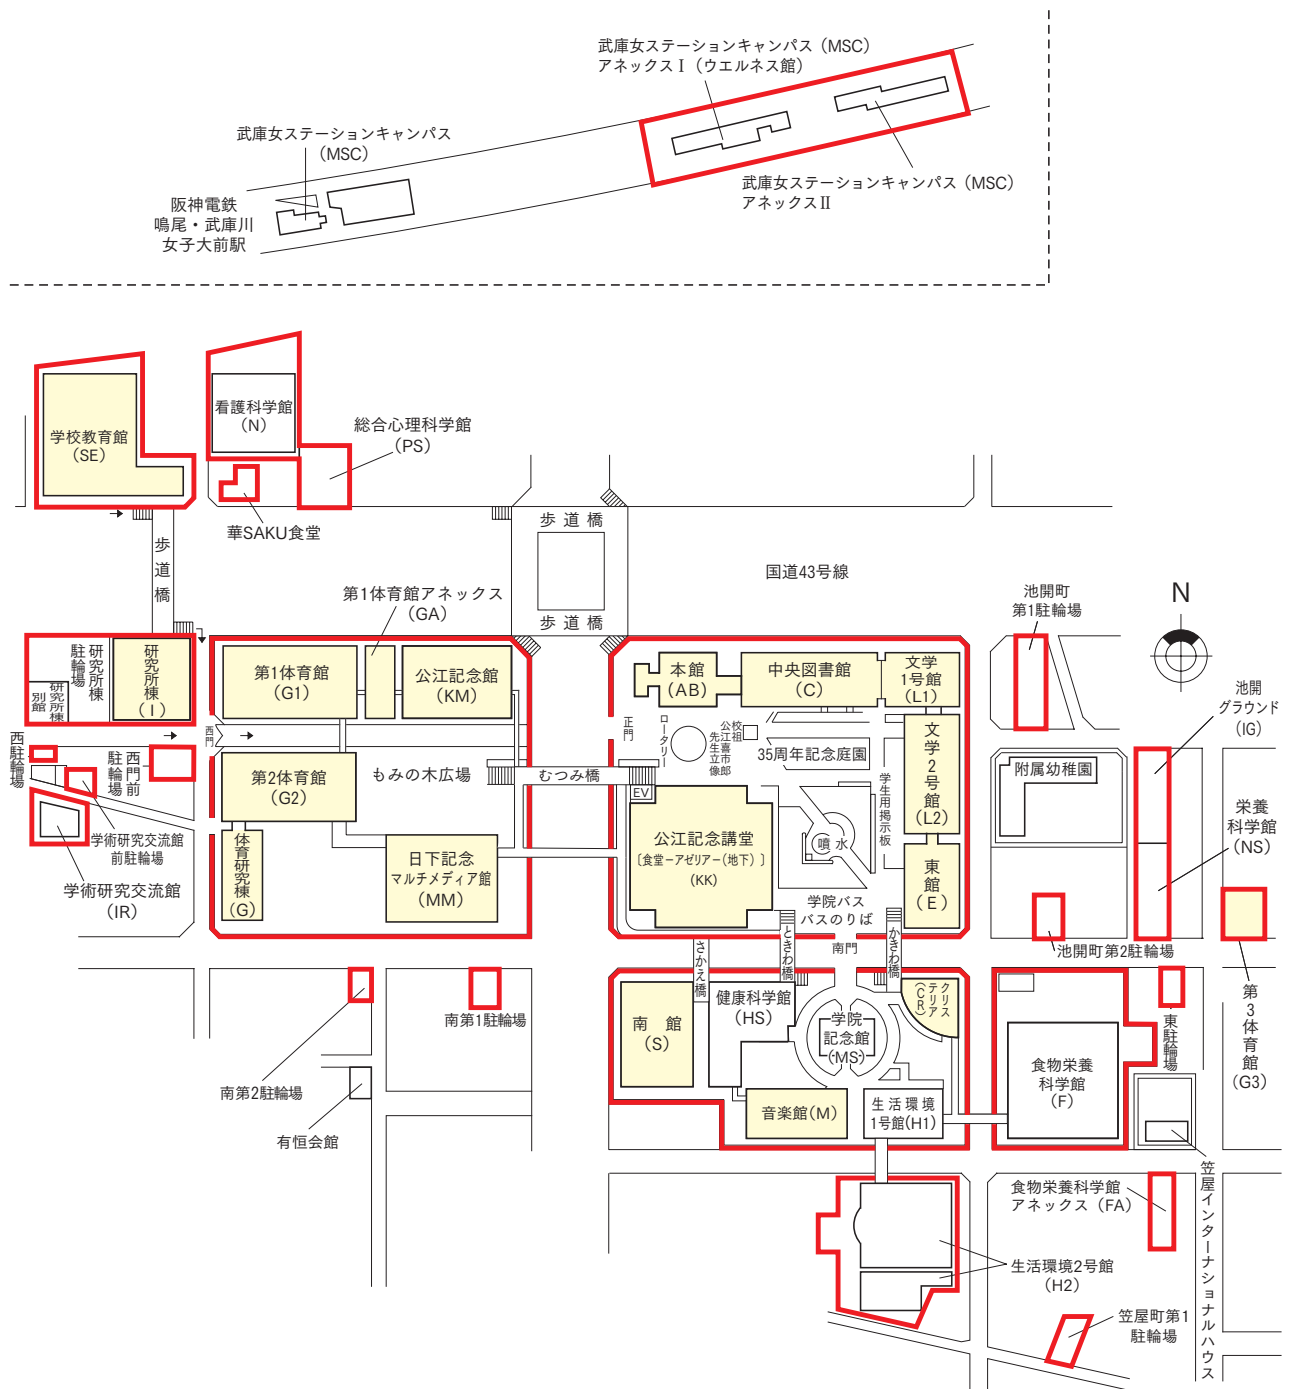 武庫女ステーションキャンパス（MSC）
アネックスⅠ（ウエルネス館）
武庫女ステーションキャンパス
（MSC）
武庫女ステーションキャンパス（MSC）
アネックスⅡ
阪神電鉄
鳴尾・武庫川
女子大前駅
学校教育館
（SE）
看護科学館
（N）
総合心理科学館
（PS）
華SAKU食堂
歩道橋
歩道橋
歩道橋
国道43号線
第1体育館アネックス
（GA）
池開町
第1駐輪場
N
研究所棟
駐輪場
研究所棟
別館
研究所棟（I）
第1体育館
（G1）
公江記念館
（KM）
本館
（AB）
中央図書館
（C）
文学
1号館
（L1）
池開
グラウンド
（IG）
西駐輪場
西門前
駐輪場
西門
正門
ロータリー
校祖
公江喜市郎
先生立像
35周年記念庭園
文学2号館
（L2）
学生用掲示板
附属幼稚園
第2体育館
（G2）
もみの木広場
むつみ橋
EV
栄養
科学館
（NS）
学術研究交流館
前駐輪場
学術研究交流館
（IR）
体育研究棟
（G）
日下記念
マルチメディア館
（MM）
公江記念講堂
〔食堂－アゼリア－（地下）〕
（KK）
噴水
東館
（E）
学院バス
バスのりば
南門
さかえ橋
ときわ橋
かきわ橋
池開町第2駐輪場
南第1駐輪場
南第2駐輪場
有恒会館
南館
（S）
健康科学館
（HS）
学院
記念館
（MS）
クリス
テリア
（CR）
東駐輪場
第3体育館
（G3）
食物栄養
科学館
（F）
音楽館（M）
生活環境
1号館（H1）
食物栄養科学館
アネックス（FA）
笠屋インターナショナルハウス
生活環境2号館
（H2）
笠屋町第1
駐輪場